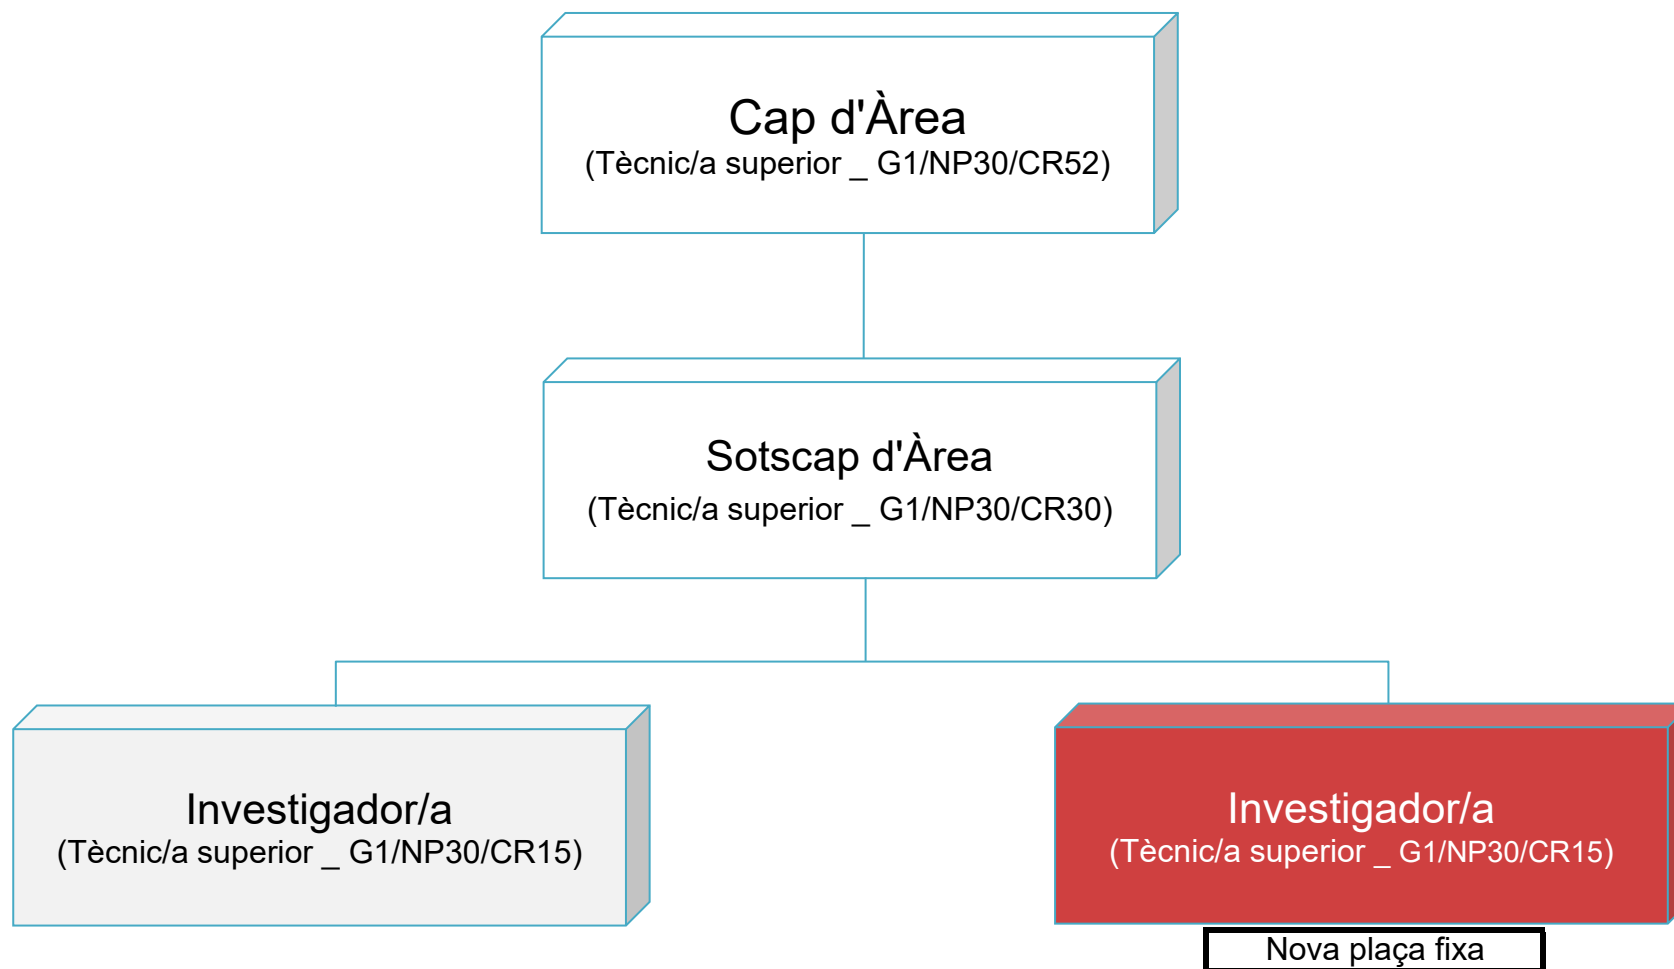 Cap d'Àrea
(Tècnic/a superior _ G1/NP30/CR52)
Sotscap d'Àrea
(Tècnic/a superior _ G1/NP30/CR30)
Investigador/a
(Tècnic/a superior _ G1/NP30/CR15)
Investigador/a
(Tècnic/a superior _ G1/NP30/CR15)
Nova plaça fixa